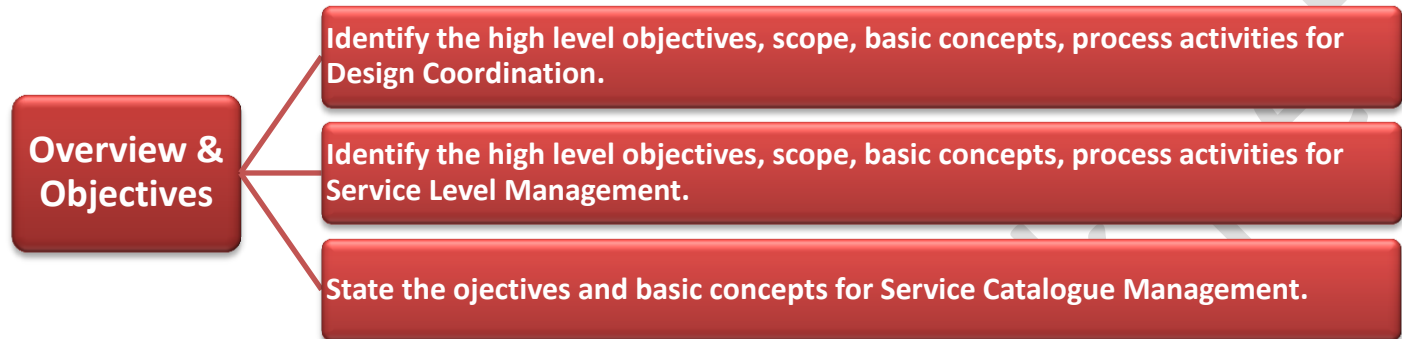 Overview &
Objectives
Identify the high level objectives, scope, basic concepts, process activities for
Design Coordination.
Identify the high level objectives, scope, basic concepts, process activities for
Service Level Management.
State the ojectives and basic concepts for Service Catalogue Management.